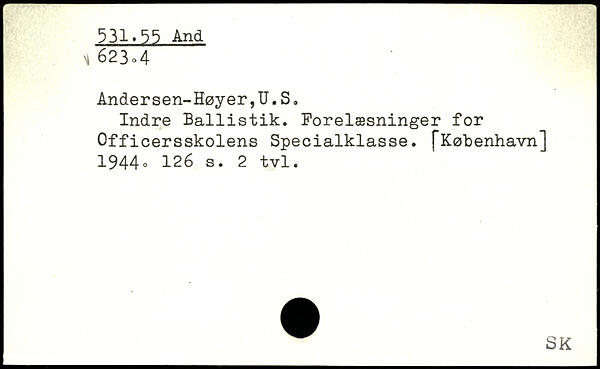 531.55 And
623.4
Andersen-Høyer,U.S.
Indre Ballistik. Forelæsninger for
Officersskolens Specialklasse. [København]
1944. 126 s. 2 tvl.
SK